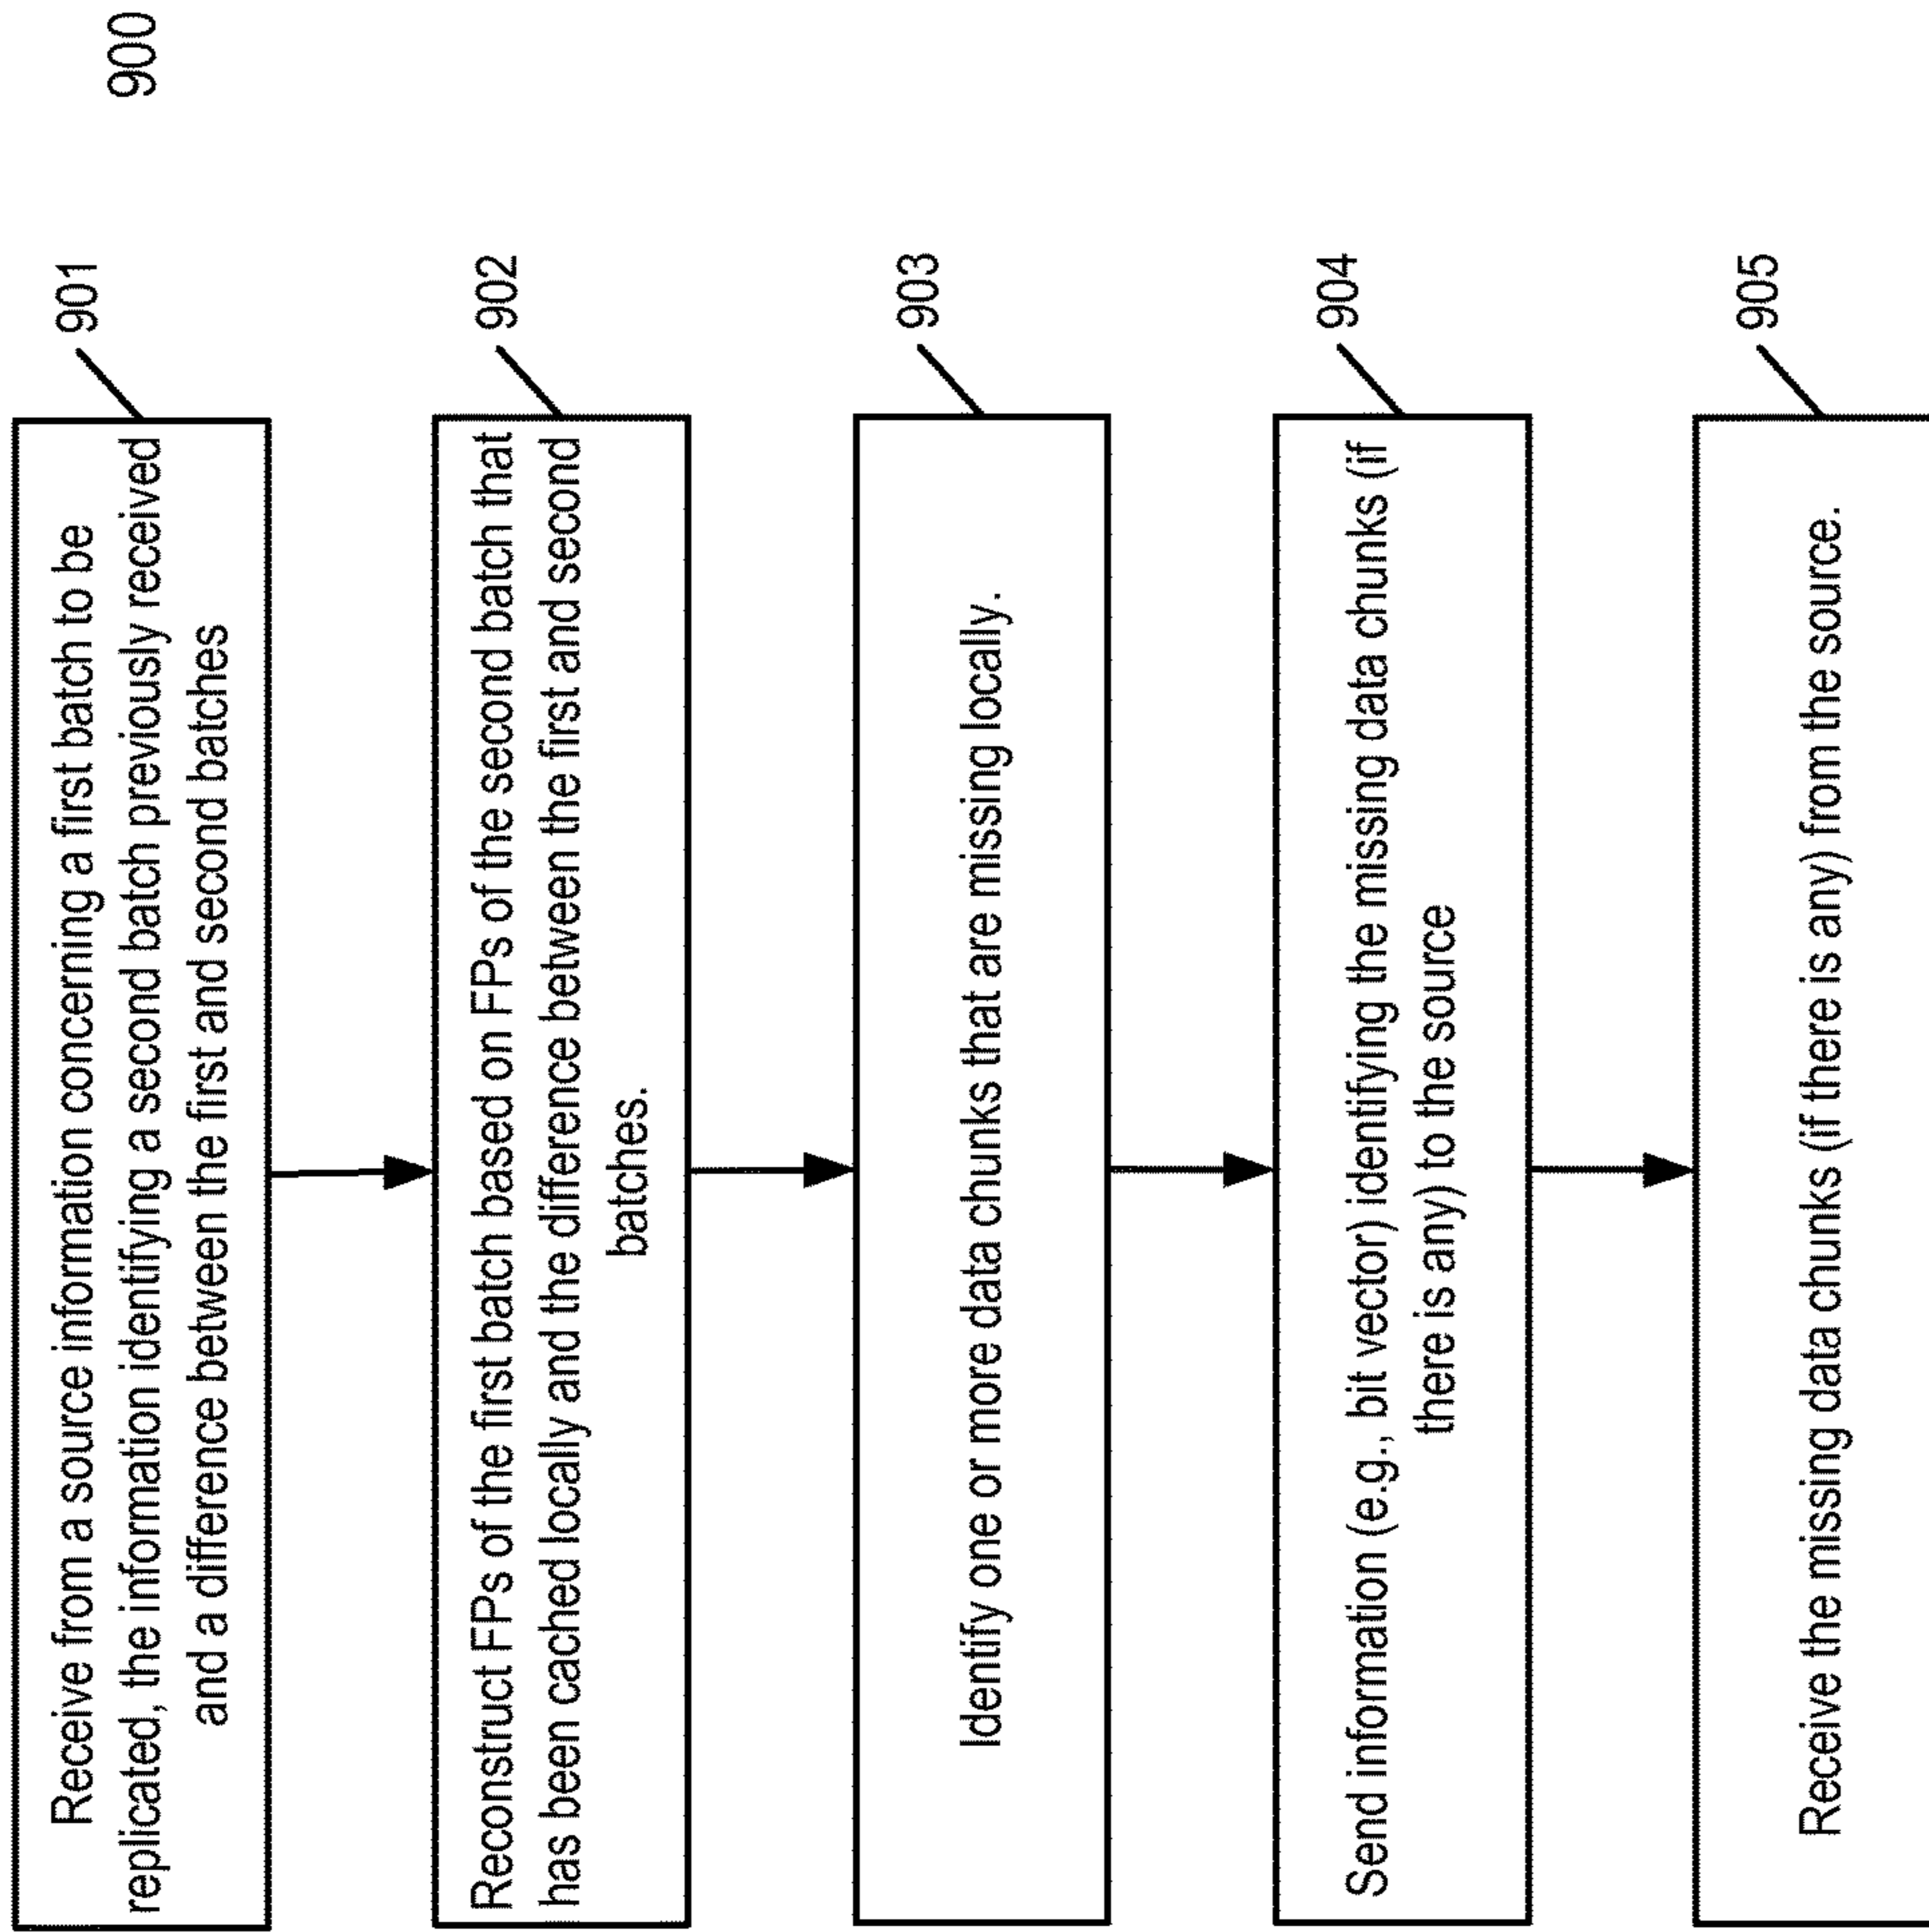 900
Receive from a source information concerning a first batch to be
replicated, the information identifying a second batch previously received
and a difference between the first and second batches
901
Reconstruct FPs of the first batch based on FPs of the second batch that
has been cached locally and the difference between the first and second
batches.
902
Identify one or more data chunks that are missing locally.
903
Send information (e.g., bit vector) identifying the missing data chunks (if
there is any) to the source
904
Receive the missing data chunks (if there is any) from the source.
905